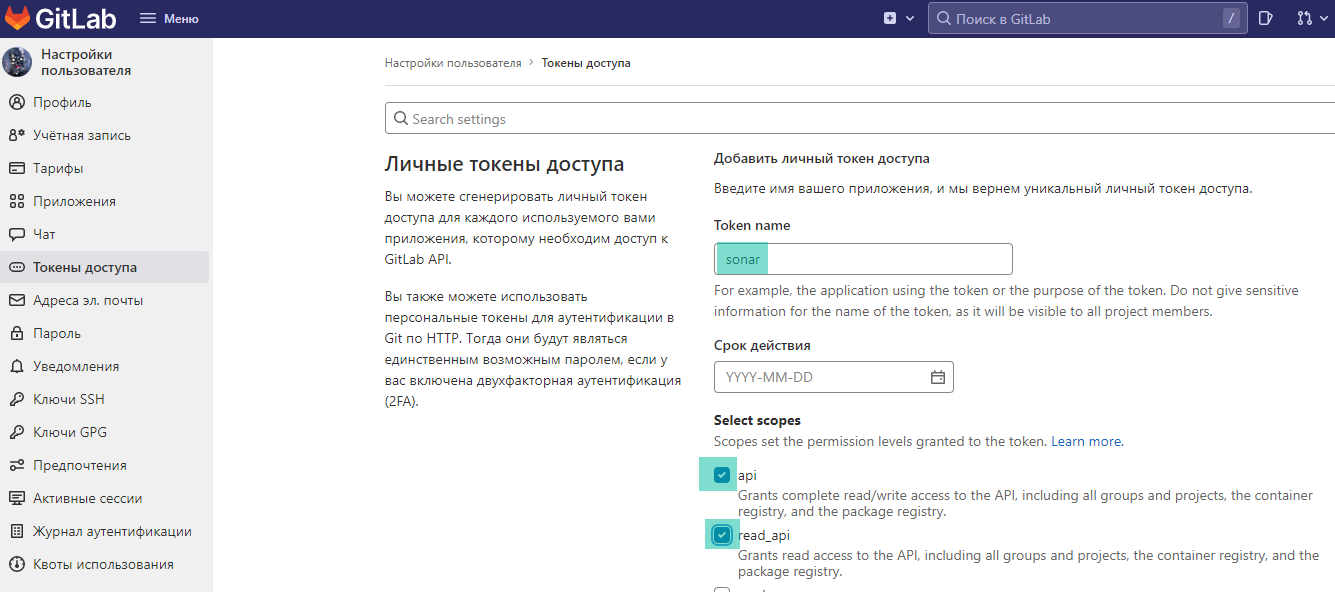 GitLab
Меню
Поиск в GitLab
/
Настройки
пользователя
Профиль
Учётная запись
Тарифы
Приложения
Чат
Токены доступа
Адреса эл. почты
Пароль
Уведомления
Ключи SSH
Ключи GPG
Предпочтения
Активные сессии
Журнал аутентификации
Квоты использования
Настройки пользователя › Токены доступа
Search settings
Личные токены доступа
Вы можете сгенерировать личный токен
доступа для каждого используемого вами
приложения, которому необходим доступ к
GitLab API.
Вы также можете использовать
персональные токены для аутентификации в
Git по HTTP. Тогда они будут являться
единственным возможным паролем, если у
вас включена двухфакторная аутентификация
(2FA).
Добавить личный токен доступа
Введите имя вашего приложения, и мы вернем уникальный личный токен доступа.
Token name
sonar
For example, the application using the token or the purpose of the token. Do not give sensitive
information for the name of the token, as it will be visible to all project members.
Срок действия
YYYY-MM-DD
Select scopes
Scopes set the permission levels granted to the token. Learn more.
api
Grants complete read/write access to the API, including all groups and projects, the container
registry, and the package registry.
read_api
Grants read access to the API, including all groups and projects, the container registry, and the
package registry.